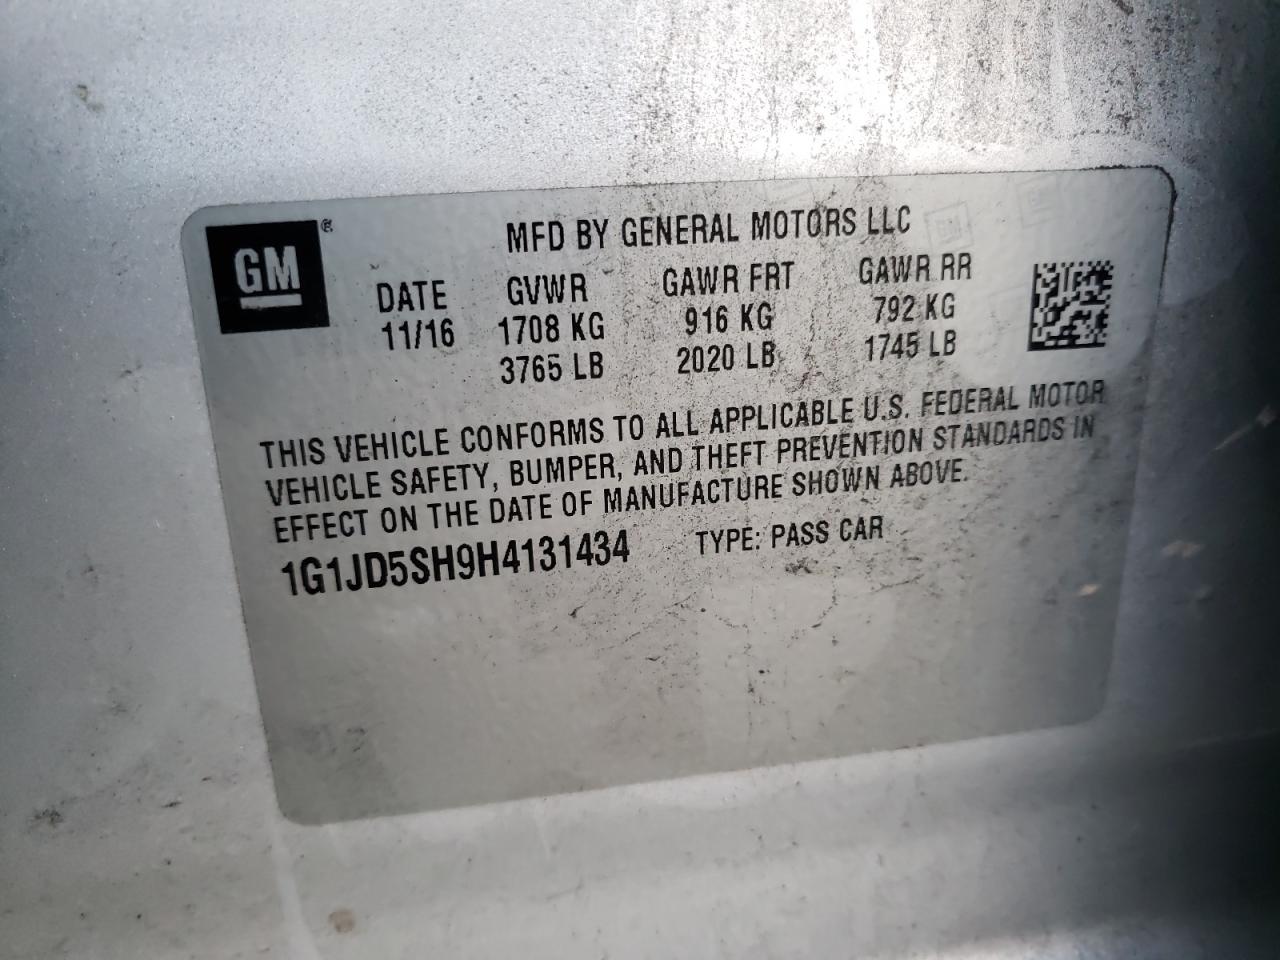 GM®
MFD BY GENERAL MOTORS LLC
DATE GVWR GAWR FRT GAWR RR
11/16 1708 KG 916 KG 792 KG
3765 LB 2020 LB 1745 LB
THIS VEHICLE CONFORMS TO ALL APPLICABLE U.S. FEDERAL MOTOR
VEHICLE SAFETY, BUMPER, AND THEFT PREVENTION STANDARDS IN
EFFECT ON THE DATE OF MANUFACTURE SHOWN ABOVE.
1G1JD5SH9H4131434 TYPE: PASS CAR